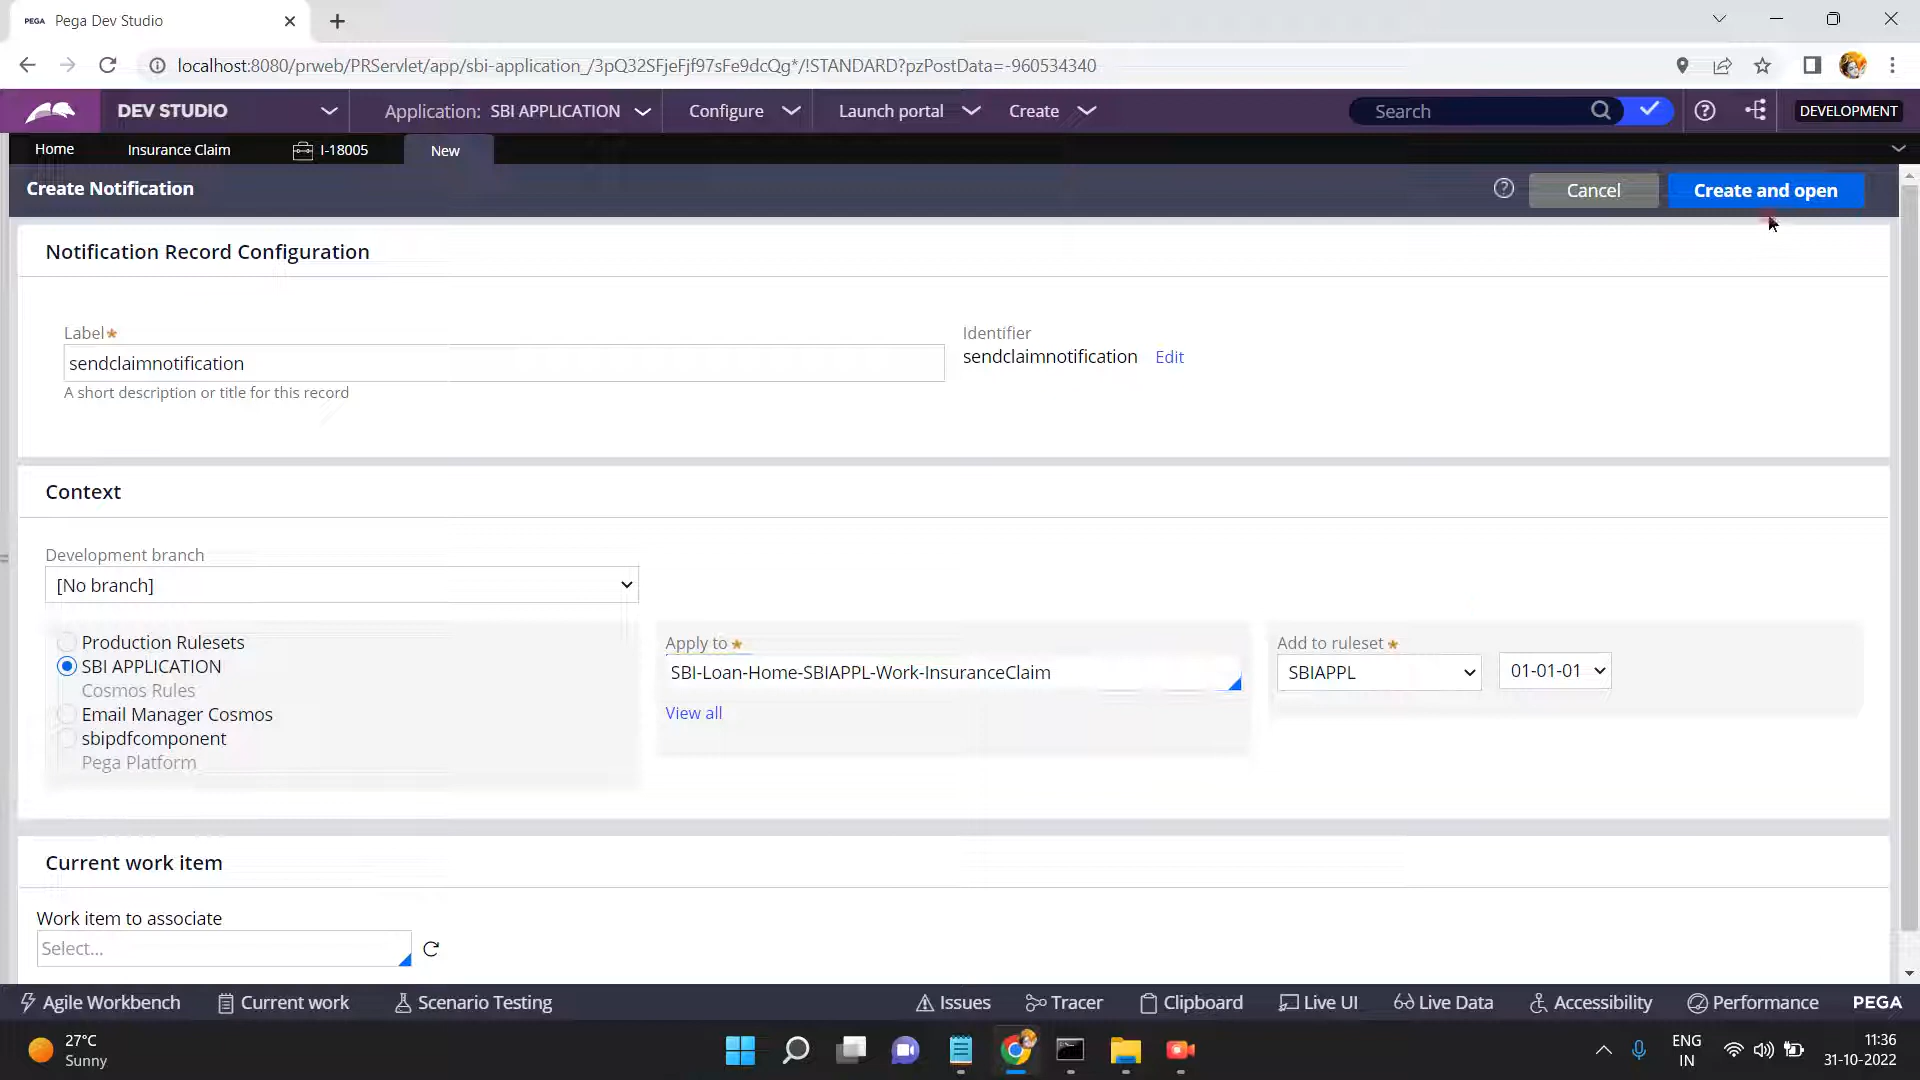 PEGA Pega Dev Studio
localhost:8080/prweb/PRServlet/app/sbi-application_/3pQ32SFjeFjf97sFe9dcQg*/!STANDARD?pzPostData=-960534340
DEV STUDIO Application: SBI APPLICATION Configure Launch portal Create Search DEVELOPMENT
Home Insurance Claim I-18005 New
Create Notification Cancel Create and open
Notification Record Configuration
Label* Identifier
sendclaimnotification sendclaimnotification Edit
A short description or title for this record
Context
Development branch
[No branch]
Production Rulesets Apply to * Add to ruleset *
SBI APPLICATION SBI-Loan-Home-SBIAPPL-Work-InsuranceClaim SBIAPPL 01-01-01
Cosmos Rules
Email Manager Cosmos View all
sbipdfcomponent
Pega Platform
Current work item
Work item to associate
Select...
Agile Workbench Current work Scenario Testing Issues Tracer Clipboard Live UI Live Data Accessibility Performance PEGA
27°C ENG 11:36
Sunny IN 31-10-2022